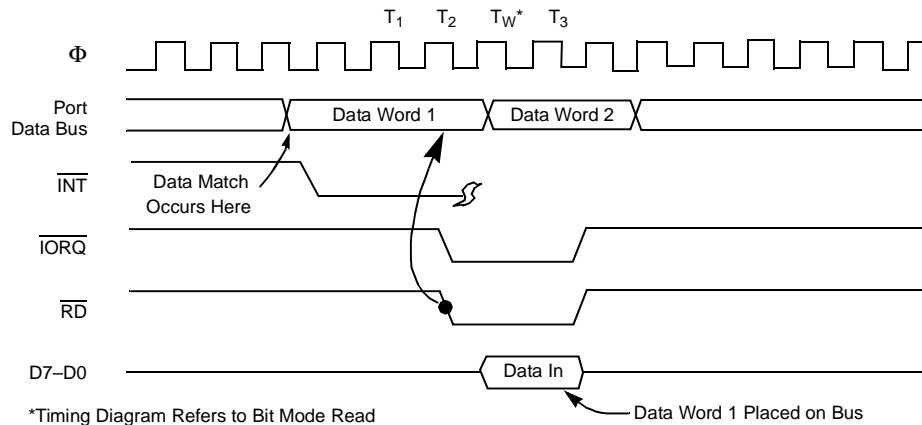 T1 T2 TW* T3
Φ
Port
Data Bus
Data Word 1 Data Word 2
INT
Data Match
Occurs Here
IORQ
RD
D7–D0
Data In
*Timing Diagram Refers to Bit Mode Read
Data Word 1 Placed on Bus